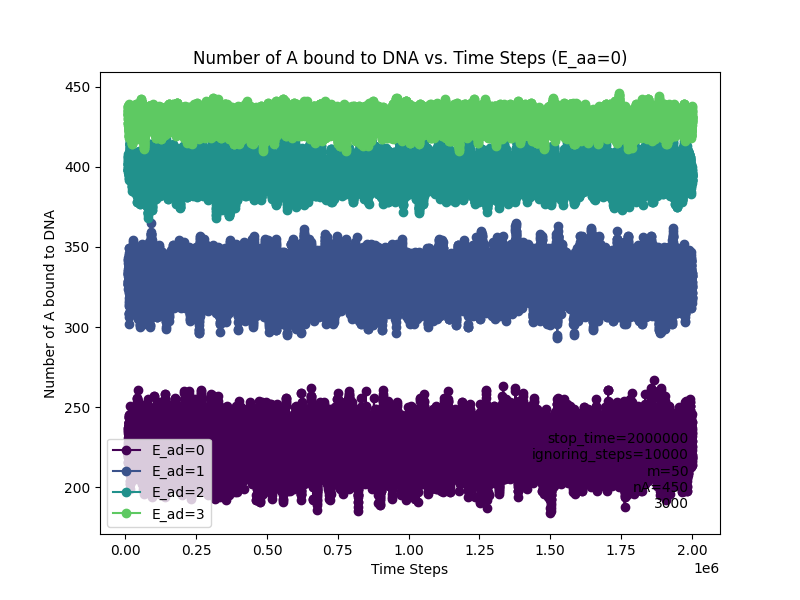 Number of A bound to DNA vs. Time Steps (E_aa=0)
Number of A bound to DNA
450
400
350
300
250
200
E_ad=0
E_ad=1
E_ad=2
E_ad=3
stop_time=2000000
ignoring_steps=10000
m=50
nA=450
3000
0.00 0.25 0.50 0.75 1.00 1.25 1.50 1.75 2.00
1e6
Time Steps